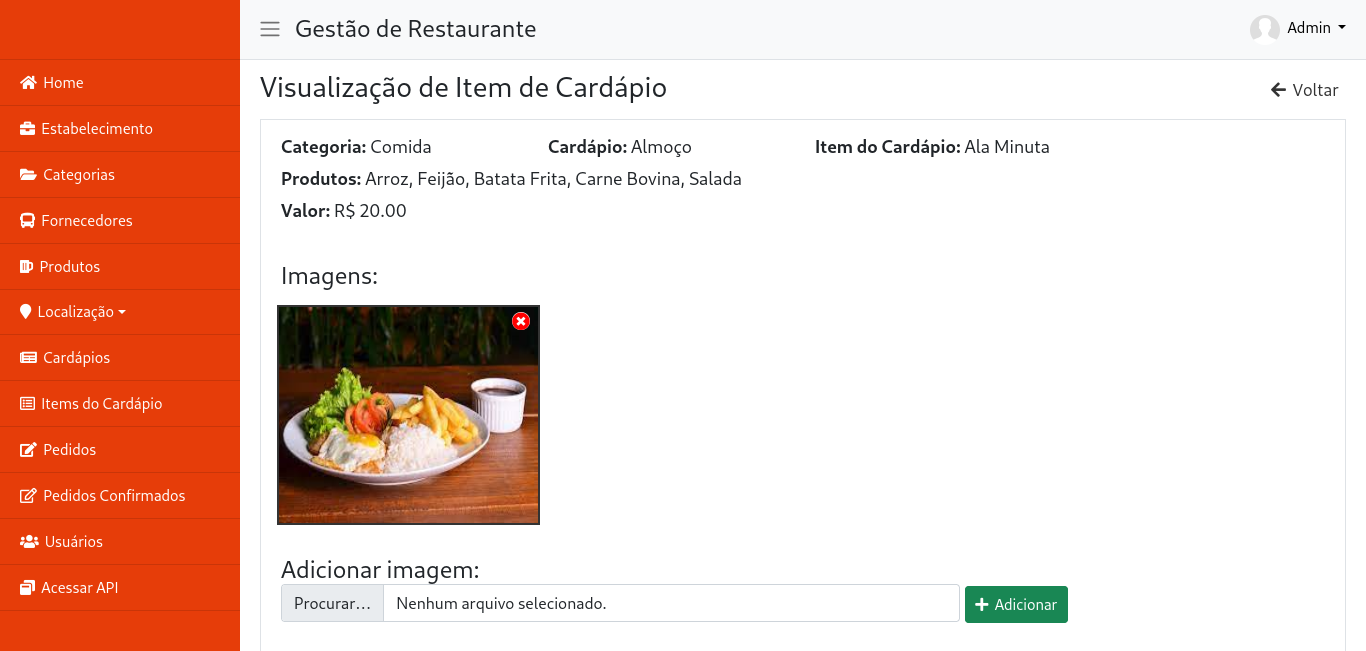 Gestão de Restaurante
Admin
Home
Estabelecimento
Categorias
Fornecedores
Produtos
Localização
Cardápios
Items do Cardápio
Pedidos
Pedidos Confirmados
Usuários
Acessar API
Visualização de Item de Cardápio
Voltar
Categoria: Comida
Cardápio: Almoço
Item do Cardápio: Ala Minuta
Produtos: Arroz, Feijão, Batata Frita, Carne Bovina, Salada
Valor: R$ 20.00
Imagens:
Adicionar imagem:
Procurar... Nenhum arquivo selecionado.
Adicionar